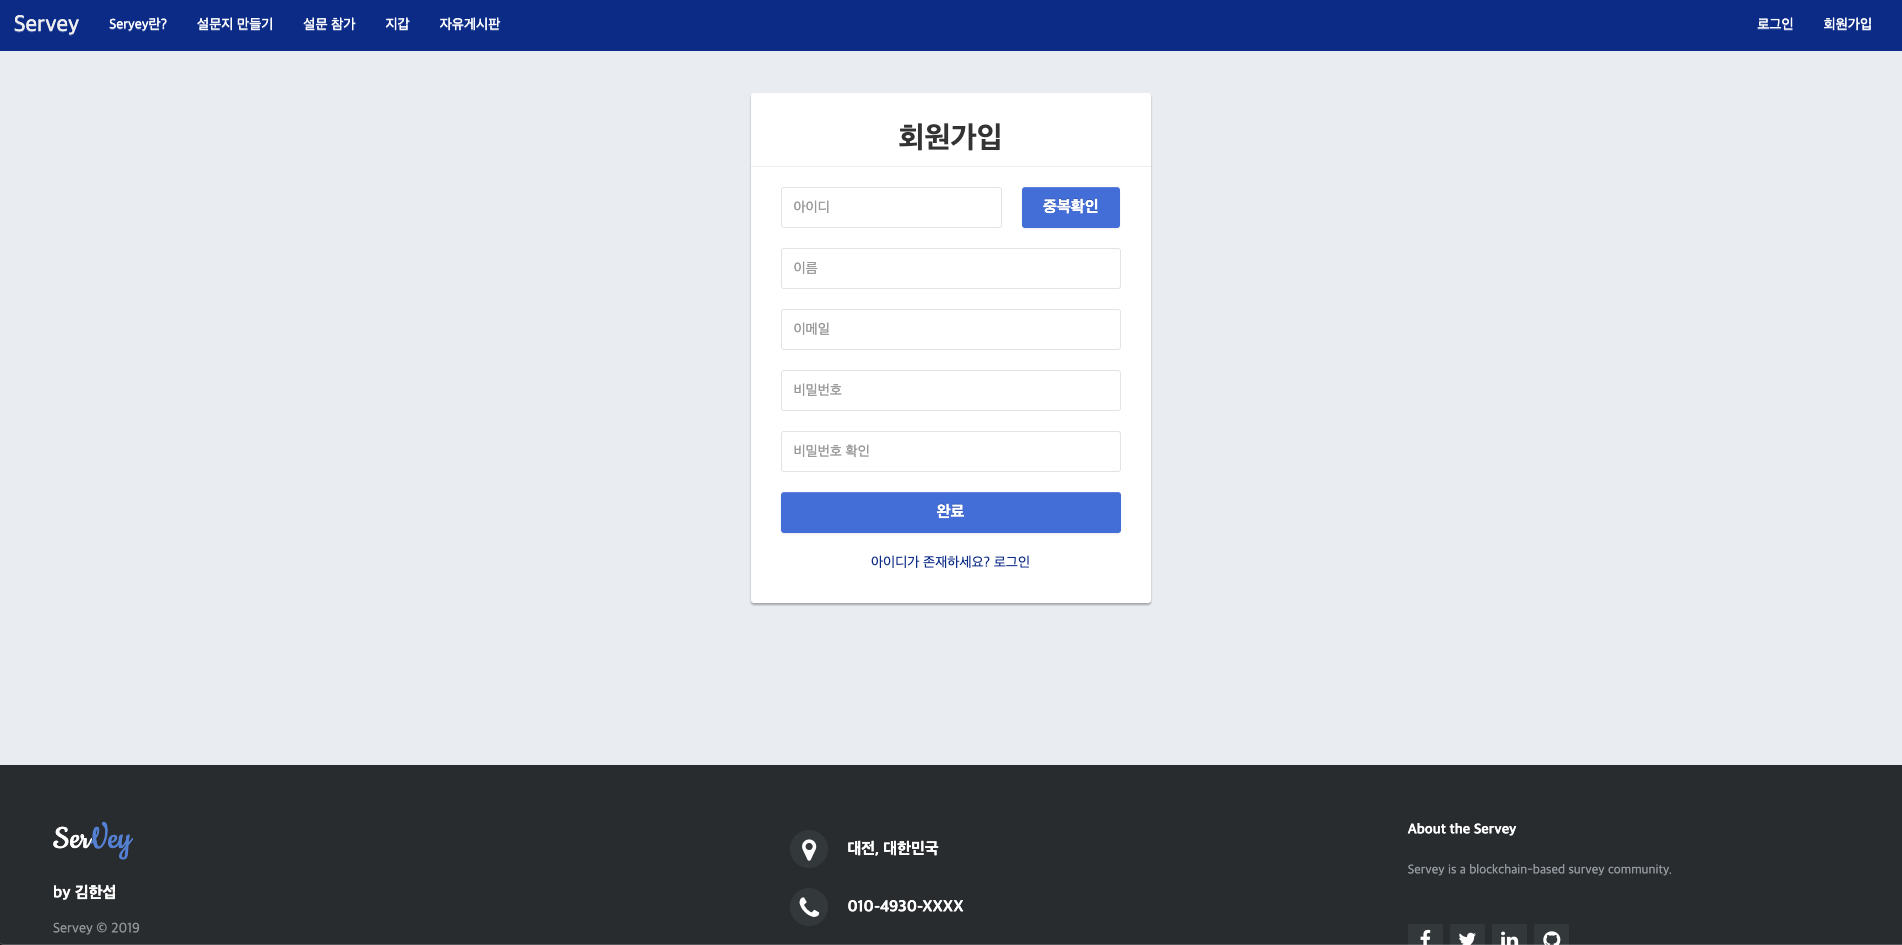 Servey
Servey란?
설문지 만들기
설문 참가
지갑
자유게시판
로그인
회원가입
회원가입
아이디
중복확인
이름
이메일
비밀번호
비밀번호 확인
완료
아이디가 존재하세요? 로그인
SerVey
by 김한섭
Servey © 2019
대전, 대한민국
010-4930-XXXX
About the Servey
Servey is a blockchain-based survey community.